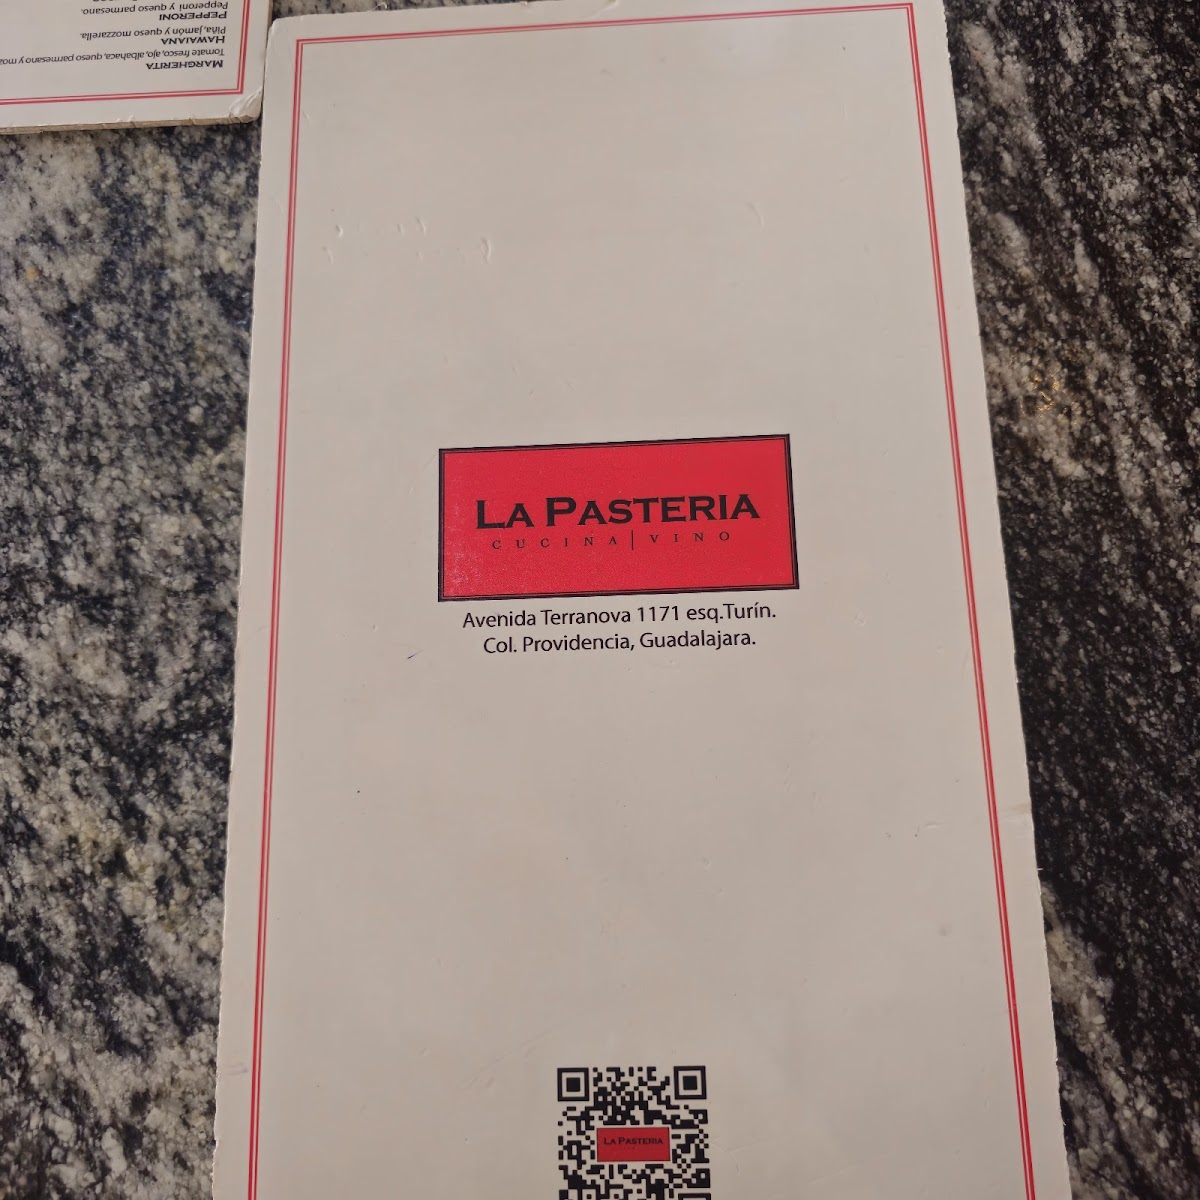 MARGHERITA
Tomate fresco, ajo, albahaca, queso parmesano y
HAWAIANA
Piña, jamón y queso mozzarella.
PEPPERONI
Pepperoni y queso parmesano.
LA PASTERIA
CUCINA | VINO
Avenida Terranova 1171 esq.Turín.
Col. Providencia, Guadalajara.
LA PASTERIA